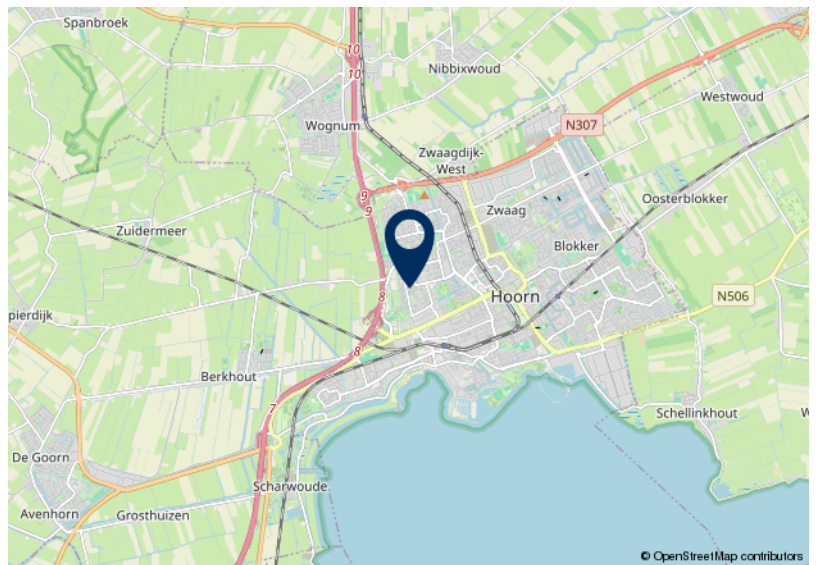 Spanbroek
10
10
Nibbixwoud
Westwoud
Wognum
N307
Zwaagdijk-
West
9
9
Oosterblokker
Zwaag
Zuidermeer
Blokker
8
Hoorn
N506
pierdijk
8
Berkhout
7
Schellinkhout
W
De Goorn
Scharwoude
Avenhorn
Grosthuizen
© OpenStreetMap contributors